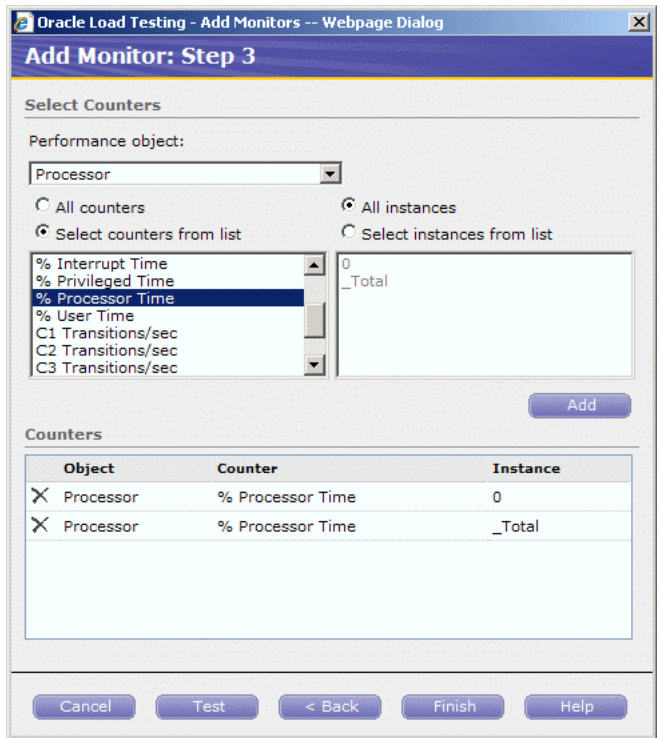 Oracle Load Testing - Add Monitors -- Webpage Dialog
Add Monitor: Step 3
Select Counters
Performance object:
Processor
All counters
All instances
Select counters from list
Select instances from list
% Interrupt Time
% Privileged Time
% Processor Time
% User Time
C1 Transitions/sec
C2 Transitions/sec
C3 Transitions/sec
0
_Total
Add
Counters
Object Counter Instance
Processor % Processor Time 0
Processor % Processor Time _Total
Cancel Test < Back Finish Help